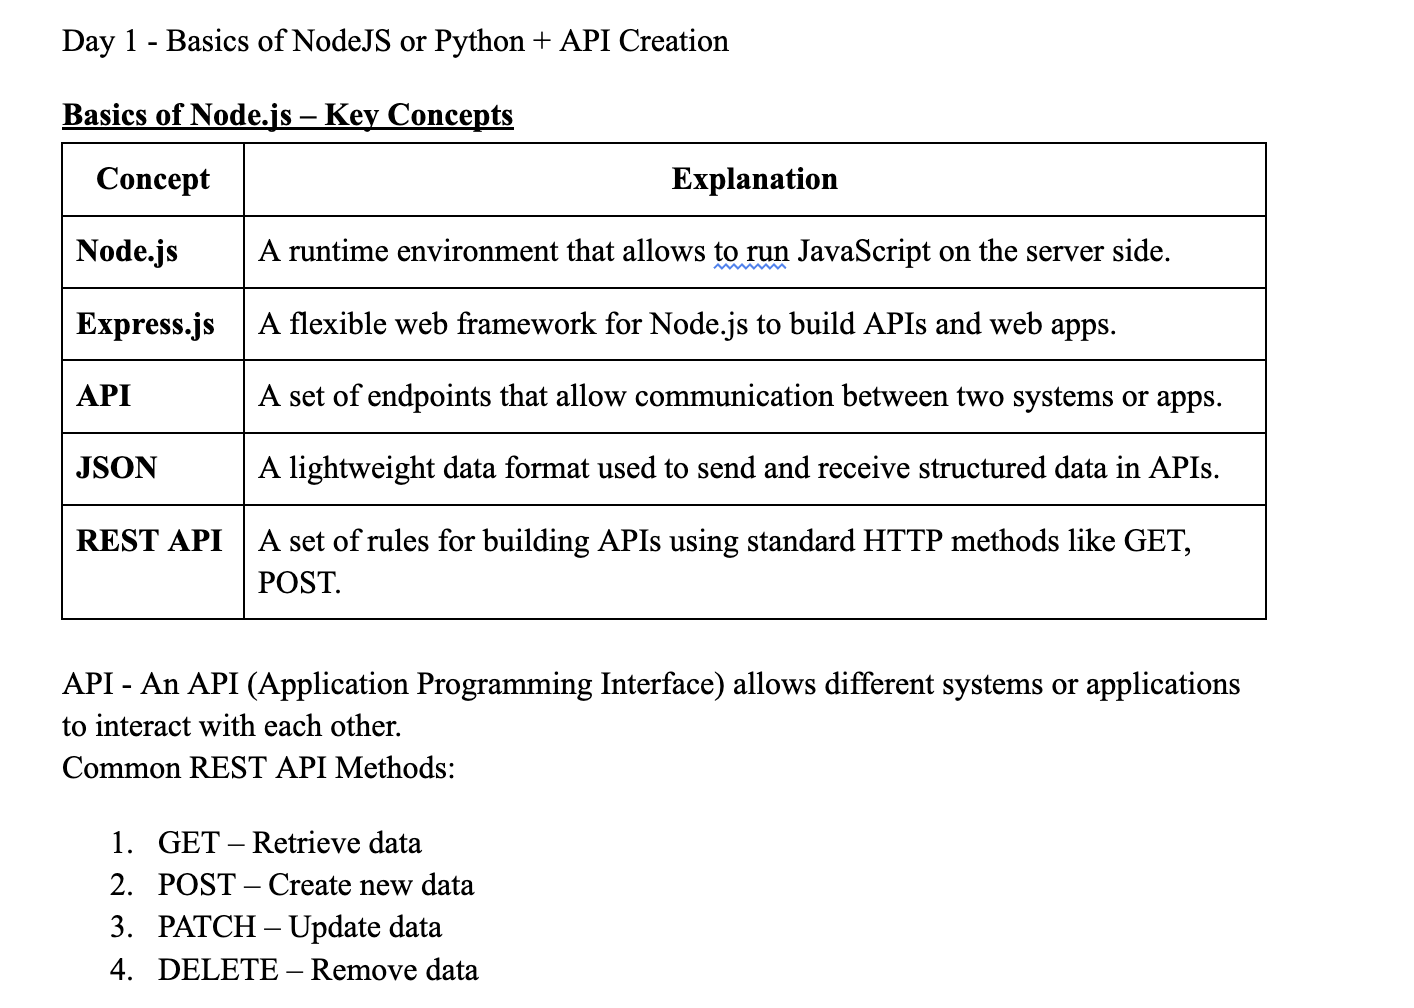 Day 1 - Basics of NodeJS or Python + API Creation
Basics of Node.js – Key Concepts
Concept Explanation
Node.js A runtime environment that allows to run JavaScript on the server side.
Express.js A flexible web framework for Node.js to build APIs and web apps.
API A set of endpoints that allow communication between two systems or apps.
JSON A lightweight data format used to send and receive structured data in APIs.
REST API A set of rules for building APIs using standard HTTP methods like GET,
POST.
API - An API (Application Programming Interface) allows different systems or applications
to interact with each other.
Common REST API Methods:
1. GET – Retrieve data
2. POST – Create new data
3. PATCH – Update data
4. DELETE – Remove data